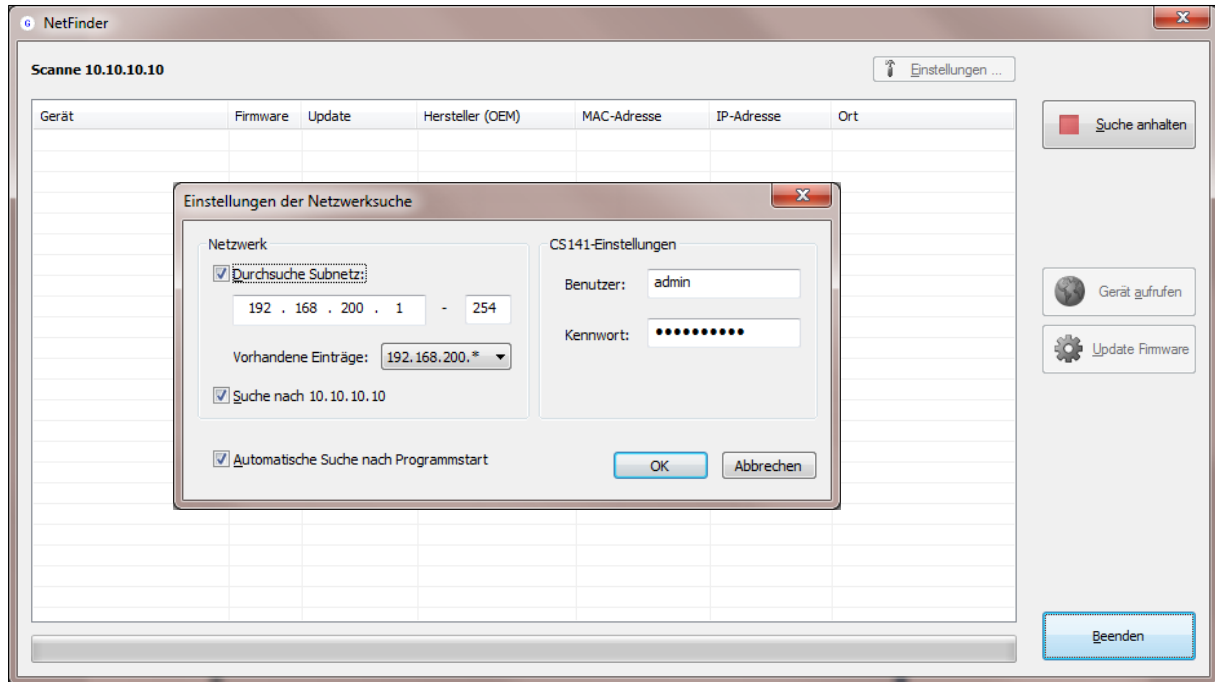 NetFinder
Scanne 10.10.10.10
Einstellungen ...
Gerät Firmware Update Hersteller (OEM) MAC-Adresse IP-Adresse Ort
Suche anhalten
Einstellungen der Netzwerksuche
Netzwerk
Durchsuche Subnetz:
192 . 168 . 200 . 1 - 254
Vorhandene Einträge: 192.168.200.*
Suche nach 10.10.10.10
Automatische Suche nach Programmstart
CS141-Einstellungen
Benutzer: admin
Kennwort: ••••••••••
OK Abbrechen
Gerät aufrufen
Update Firmware
Beenden